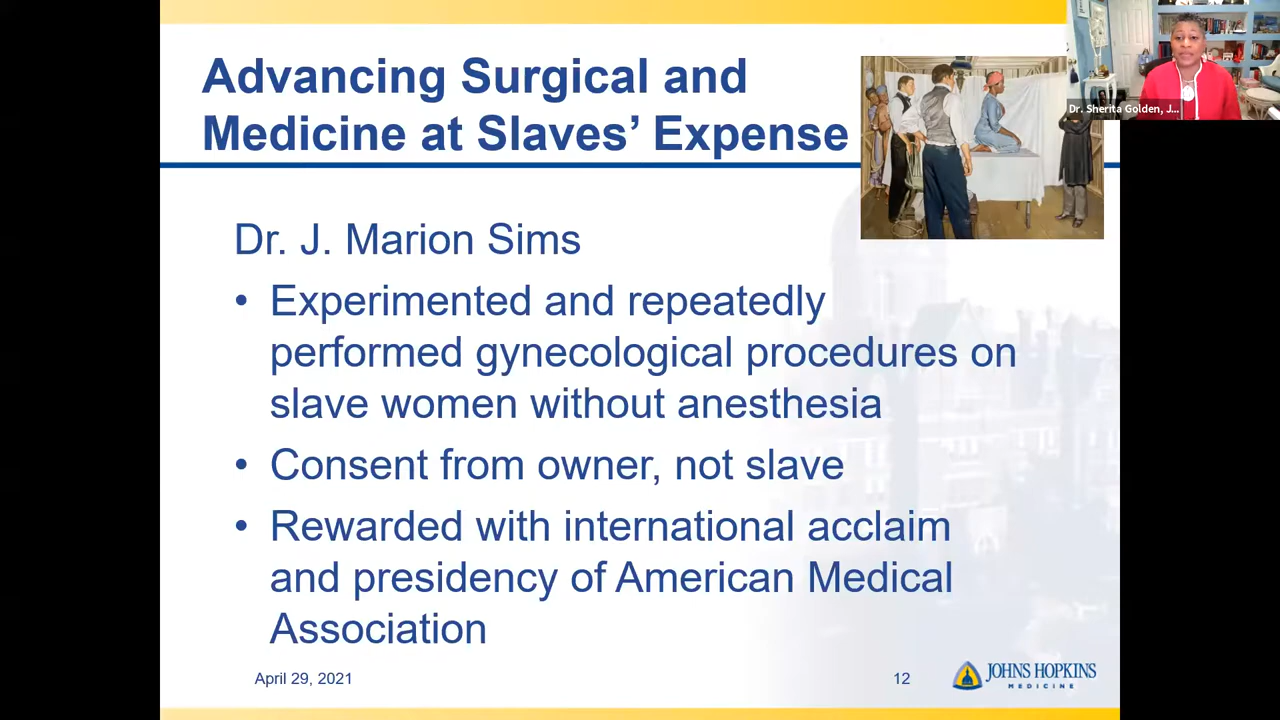 Advancing Surgical and
Medicine at Slaves’ Expense
Dr. Sherita Golden, J...
Dr. J. Marion Sims
• Experimented and repeatedly
performed gynecological procedures on
slave women without anesthesia
• Consent from owner, not slave
• Rewarded with international acclaim
and presidency of American Medical
Association
April 29, 2021
12
JOHNS HOPKINS
MEDICINE